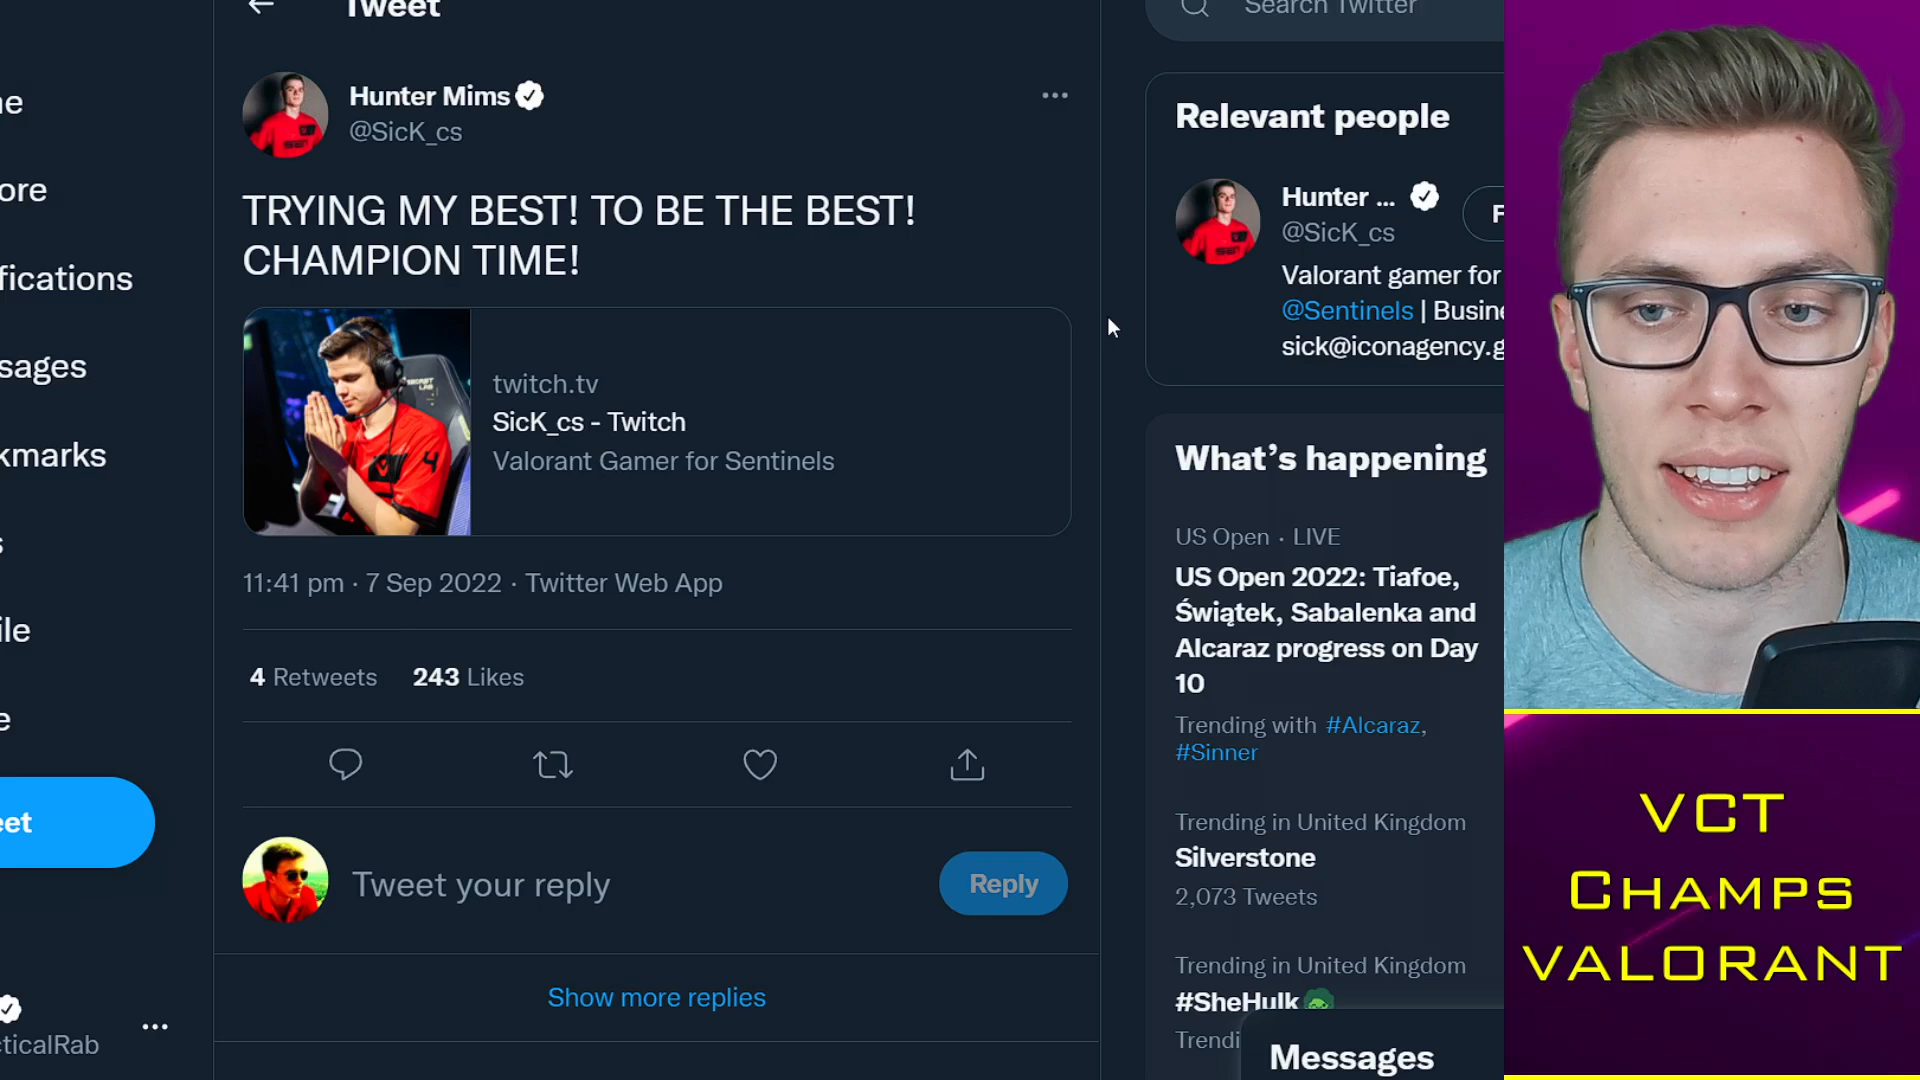 Tweet
Search Twitter
ne
ore
fications
sages
kmarks
s
ile
e
eet
ticalRab
Hunter Mims
@SicK_cs
TRYING MY BEST! TO BE THE BEST!
CHAMPION TIME!
twitch.tv
SicK_cs - Twitch
Valorant Gamer for Sentinels
11:41 pm · 7 Sep 2022 · Twitter Web App
4 Retweets 243 Likes
Tweet your reply
Reply
Show more replies
Relevant people
Hunter ...
@SicK_cs
F
Valorant gamer for
@Sentinels | Busine
sick@iconagency.g
What's happening
US Open · LIVE
US Open 2022: Tiafoe,
Świątek, Sabalenka and
Alcaraz progress on Day
10
Trending with #Alcaraz,
#Sinner
Trending in United Kingdom
Silverstone
2,073 Tweets
Trending in United Kingdom
#SheHulk
Trendi
Messages
VCT
CHAMPS
VALORANT